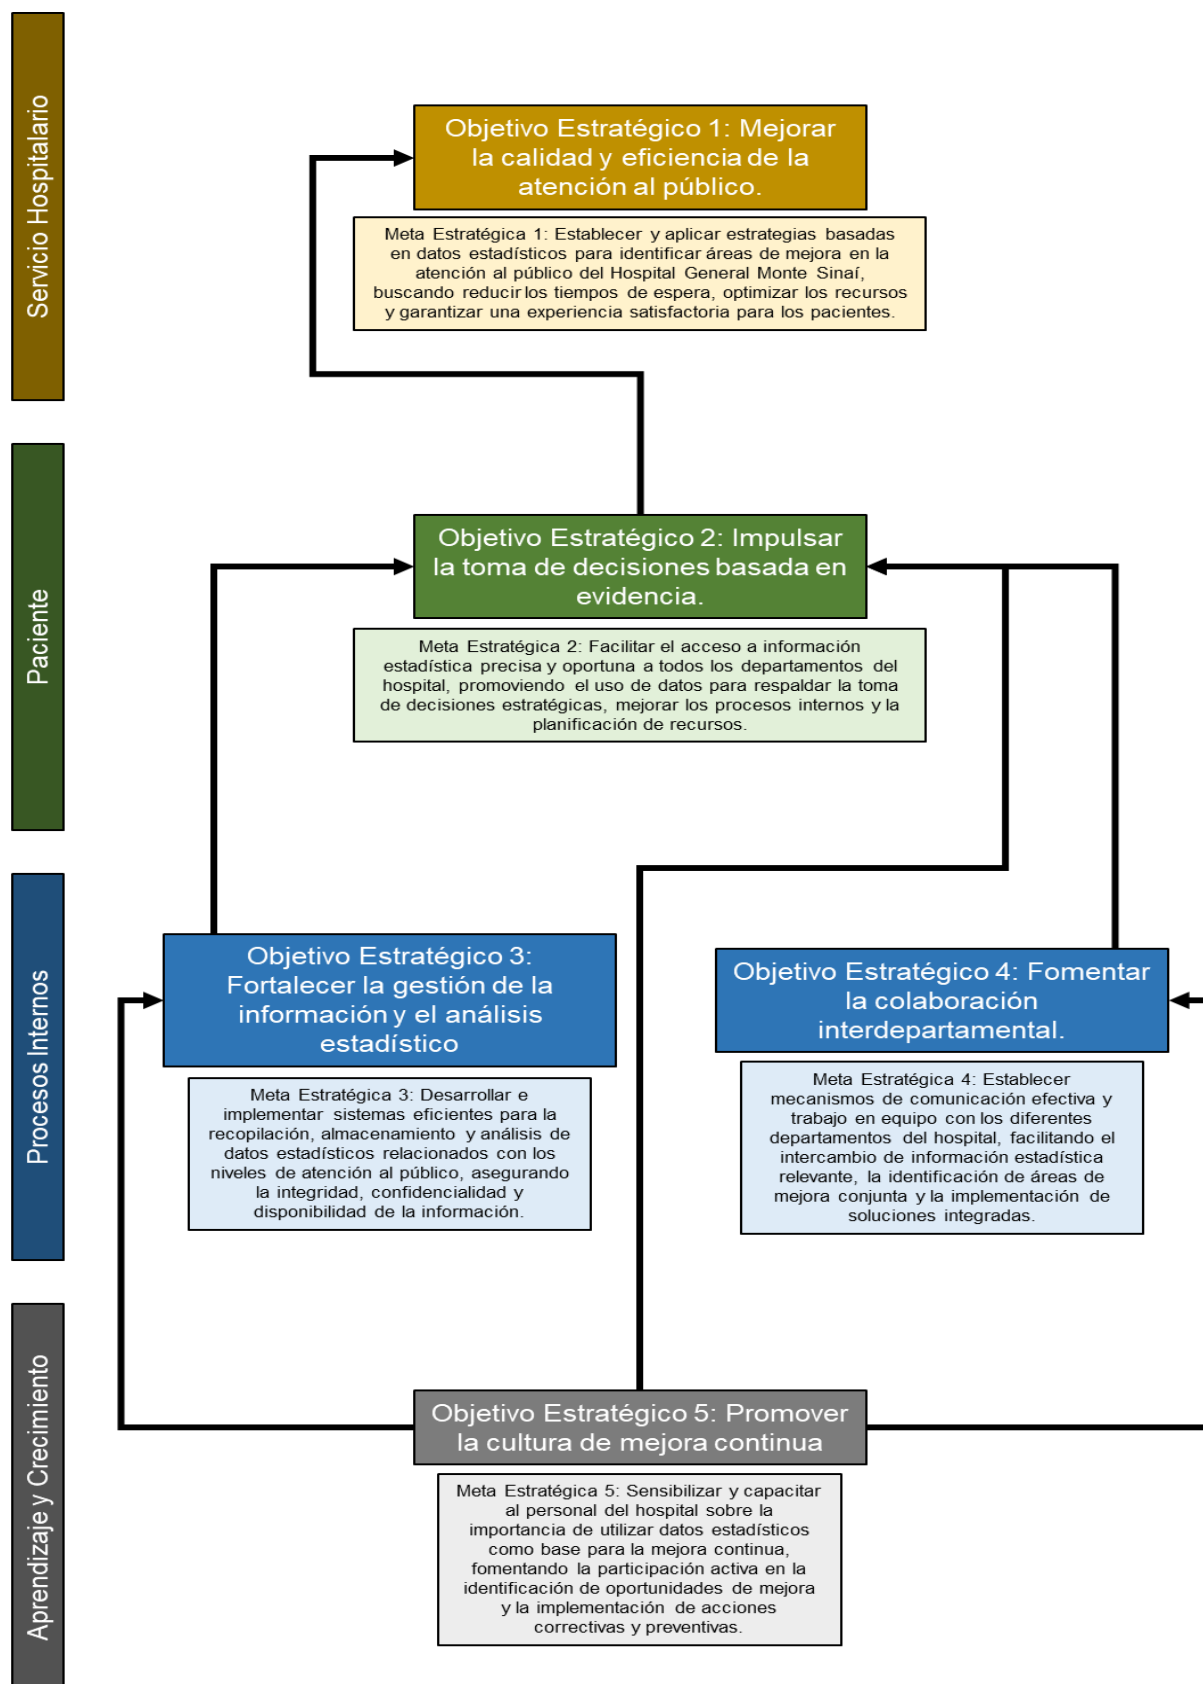 Servicio Hospitalario
Objetivo Estratégico 1: Mejorar
la calidad y eficiencia de la
atención al público.
Meta Estratégica 1: Establecer y aplicar estrategias basadas
en datos estadísticos para identificar áreas de mejora en la
atención al público del Hospital General Monte Sinaí,
buscando reducir los tiempos de espera, optimizar los recursos
y garantizar una experiencia satisfactoria para los pacientes.
Paciente
Objetivo Estratégico 2: Impulsar
la toma de decisiones basada en
evidencia.
Meta Estratégica 2: Facilitar el acceso a información
estadística precisa y oportuna a todos los departamentos del
hospital, promoviendo el uso de datos para respaldar la toma
de decisiones estratégicas, mejorar los procesos internos y la
planificación de recursos.
Procesos Internos
Objetivo Estratégico 3:
Fortalecer la gestión de la
información y el análisis
estadístico
Meta Estratégica 3: Desarrollar e
implementar sistemas eficientes para la
recopilación, almacenamiento y análisis de
datos estadísticos relacionados con los
niveles de atención al público, asegurando
la integridad, confidencialidad y
disponibilidad de la información.
Objetivo Estratégico 4: Fomentar
la colaboración
interdepartamental.
Meta Estratégica 4: Establecer
mecanismos de comunicación efectiva y
trabajo en equipo con los diferentes
departamentos del hospital, facilitando el
intercambio de información estadística
relevante, la identificación de áreas de
mejora conjunta y la implementación de
soluciones integradas.
Aprendizaje y Crecimiento
Objetivo Estratégico 5: Promover
la cultura de mejora continua
Meta Estratégica 5: Sensibilizar y capacitar
al personal del hospital sobre la
importancia de utilizar datos estadísticos
como base para la mejora continua,
fomentando la participación activa en la
identificación de oportunidades de mejora
y la implementación de acciones
correctivas y preventivas.